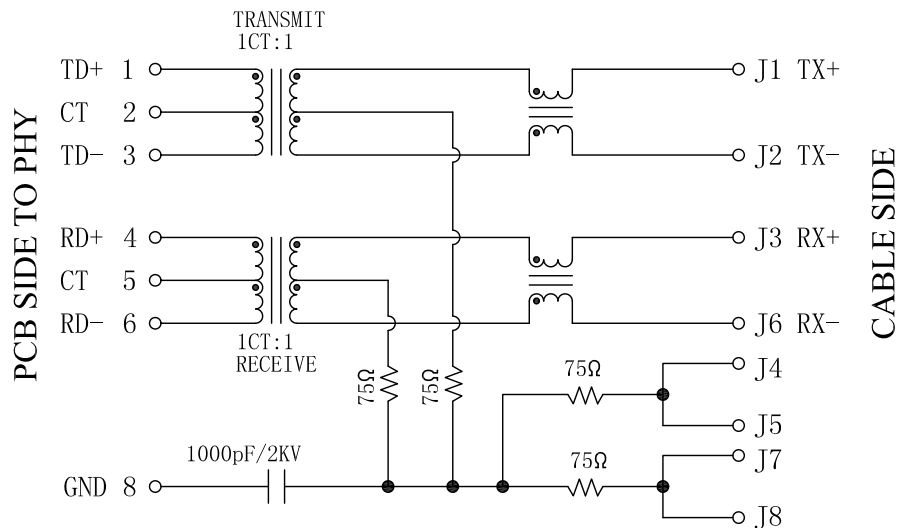 TRANSMIT
1CT:1
TD+ 1
J1 TX+
CT 2
TD- 3
J2 TX-
PCB SIDE TO PHY
CABLE SIDE
RD+ 4
J3 RX+
CT 5
RD- 6
J6 RX-
1CT:1
RECEIVE
75Ω
75Ω
75Ω
J4
J5
1000pF/2KV
75Ω
J7
GND 8
J8